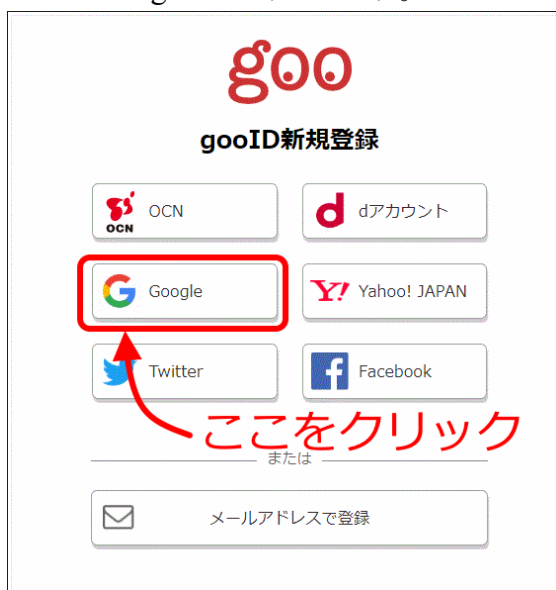 goo
gooID新規登録
OCN OCN dアカウント
Google Y! Yahoo! JAPAN
Twitter Facebook
ここをクリック
または
メールアドレスで登録